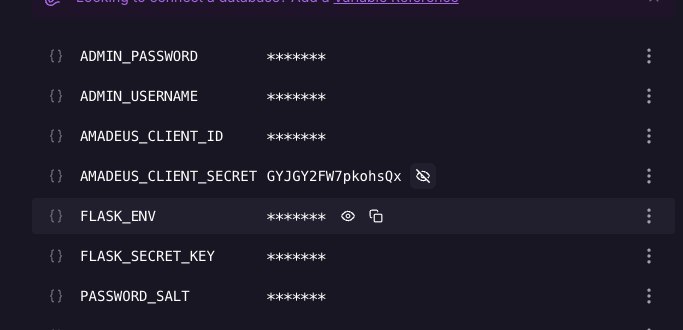 Looking to connect a database? Add a Variable Reference
{} ADMIN_PASSWORD *******
{} ADMIN_USERNAME *******
{} AMADEUS_CLIENT_ID *******
{} AMADEUS_CLIENT_SECRET GYJGY2FW7pkohsQx
{} FLASK_ENV *******
{} FLASK_SECRET_KEY *******
{} PASSWORD_SALT *******